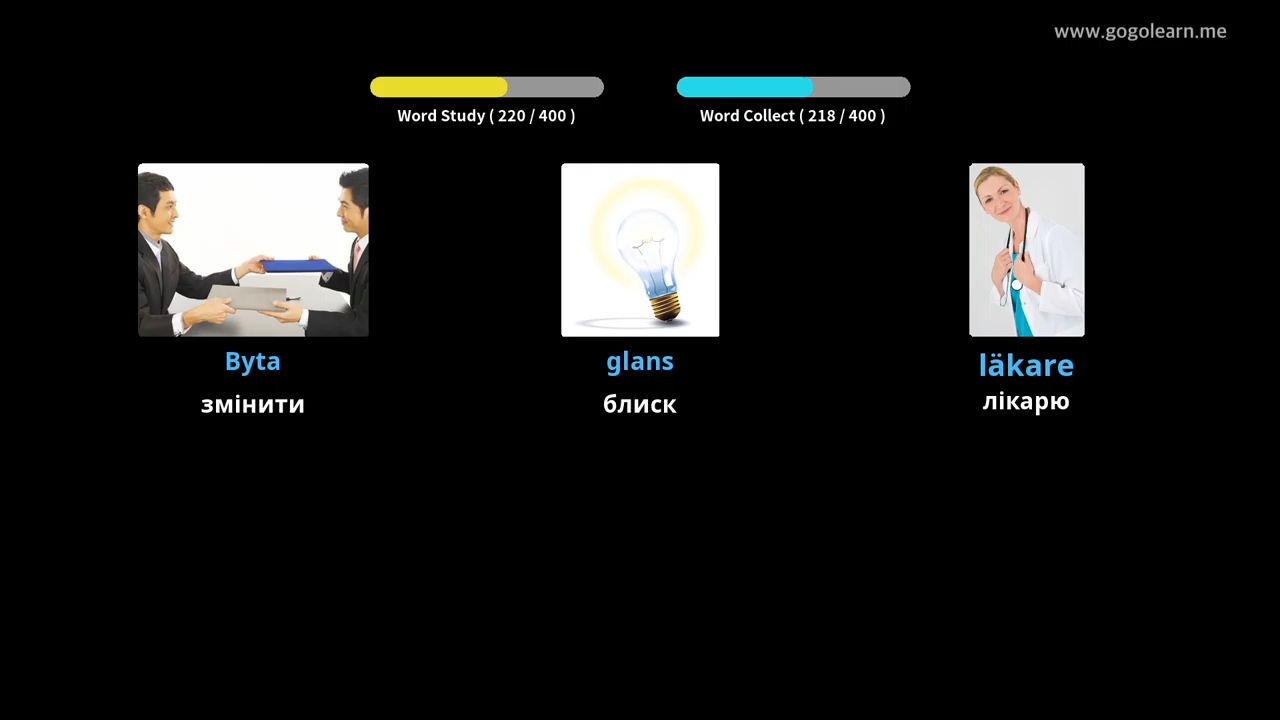 www.gogolearn.me
Word Study ( 220 / 400 )
Word Collect ( 218 / 400 )
Byta
glans
läkare
змінити
блиск
лікарю